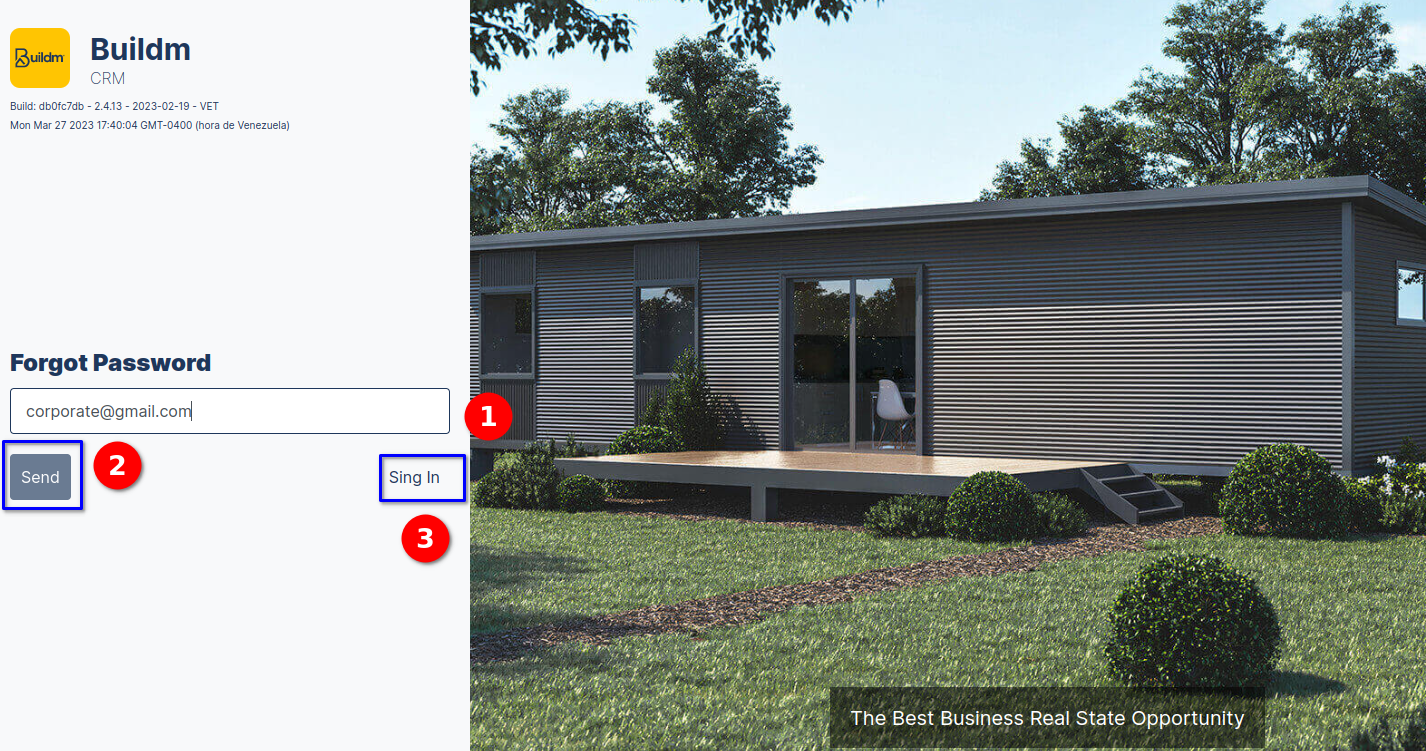 Buildm
Buildm
CRM
Build: db0fc7db - 2.4.13 - 2023-02-19 - VET
Mon Mar 27 2023 17:40:04 GMT-0400 (hora de Venezuela)
Forgot Password
corporate@gmail.com
1
Send
2
Sing In
3
The Best Business Real State Opportunity